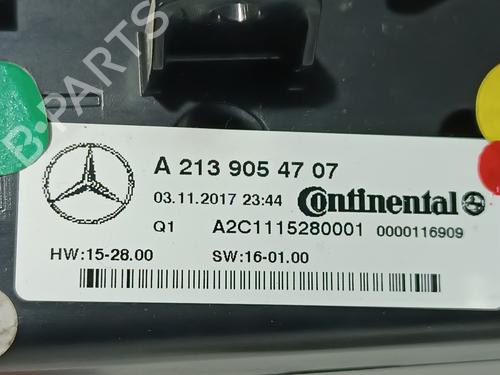 B-PARTS
A 213 905 47 07
03.11.2017 23:44 Continental
Q1 A2C1115280001 0000116909
HW:15-28.00 SW:16-01.00